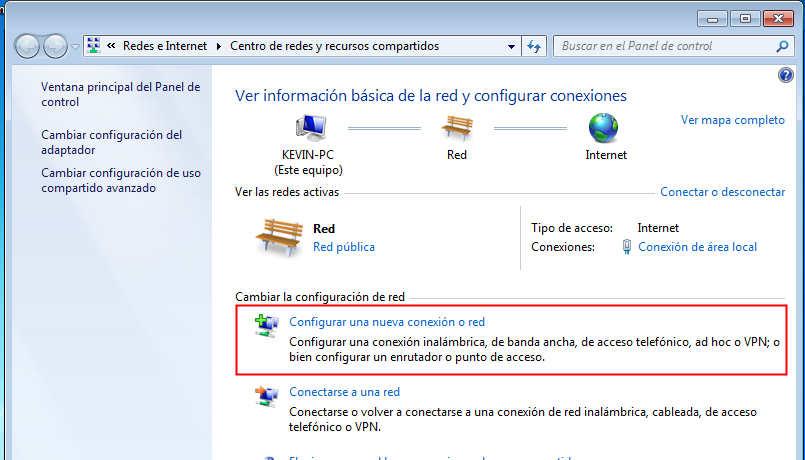 « Redes e Internet ▸ Centro de redes y recursos compartidos
Buscar en el Panel de control
Ventana principal del Panel de
control
Cambiar configuración del
adaptador
Cambiar configuración de uso
compartido avanzado
Ver información básica de la red y configurar conexiones
Ver mapa completo
KEVIN-PC
(Este equipo)
Red
Internet
Ver las redes activas
Conectar o desconectar
Red
Red pública
Tipo de acceso: Internet
Conexiones: Conexión de área local
Cambiar la configuración de red
Configurar una nueva conexión o red
Configurar una conexión inalámbrica, de banda ancha, de acceso telefónico, ad hoc o VPN; o
bien configurar un enrutador o punto de acceso.
Conectarse a una red
Conectarse o volver a conectarse a una conexión de red inalámbrica, cableada, de acceso
telefónico o VPN.